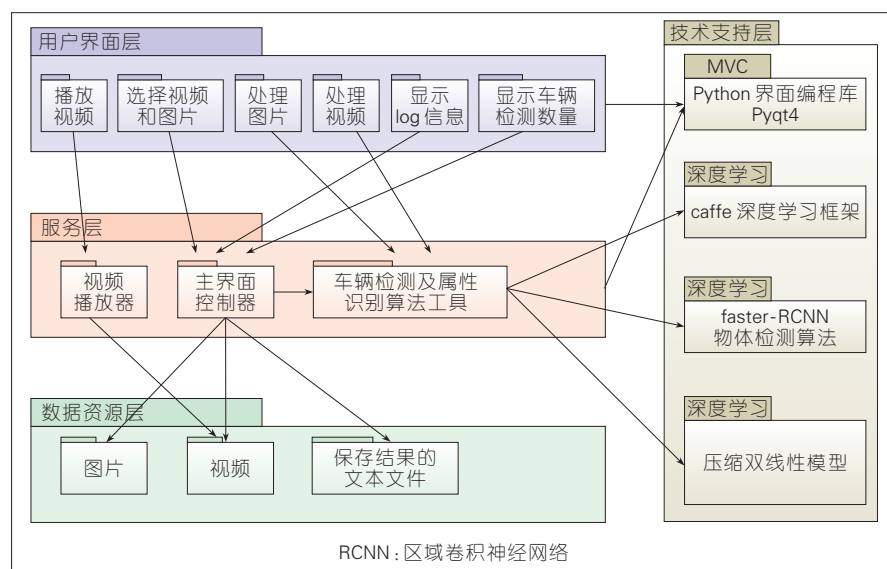 用户界面层
播放
视频
选择视频
和图片
处理
图片
处理
视频
显示
log信息
显示车辆
检测数量
服务层
视频
播放器
主界面
控制器
车辆检测及属性
识别算法工具
数据资源层
图片
视频
保存结果的
文本文件
技术支持层
MVC
Python 界面编程库
Pyqt4
深度学习
caffe 深度学习框架
深度学习
faster-RCNN
物体检测算法
深度学习
压缩双线性模型
RCNN:区域卷积神经网络